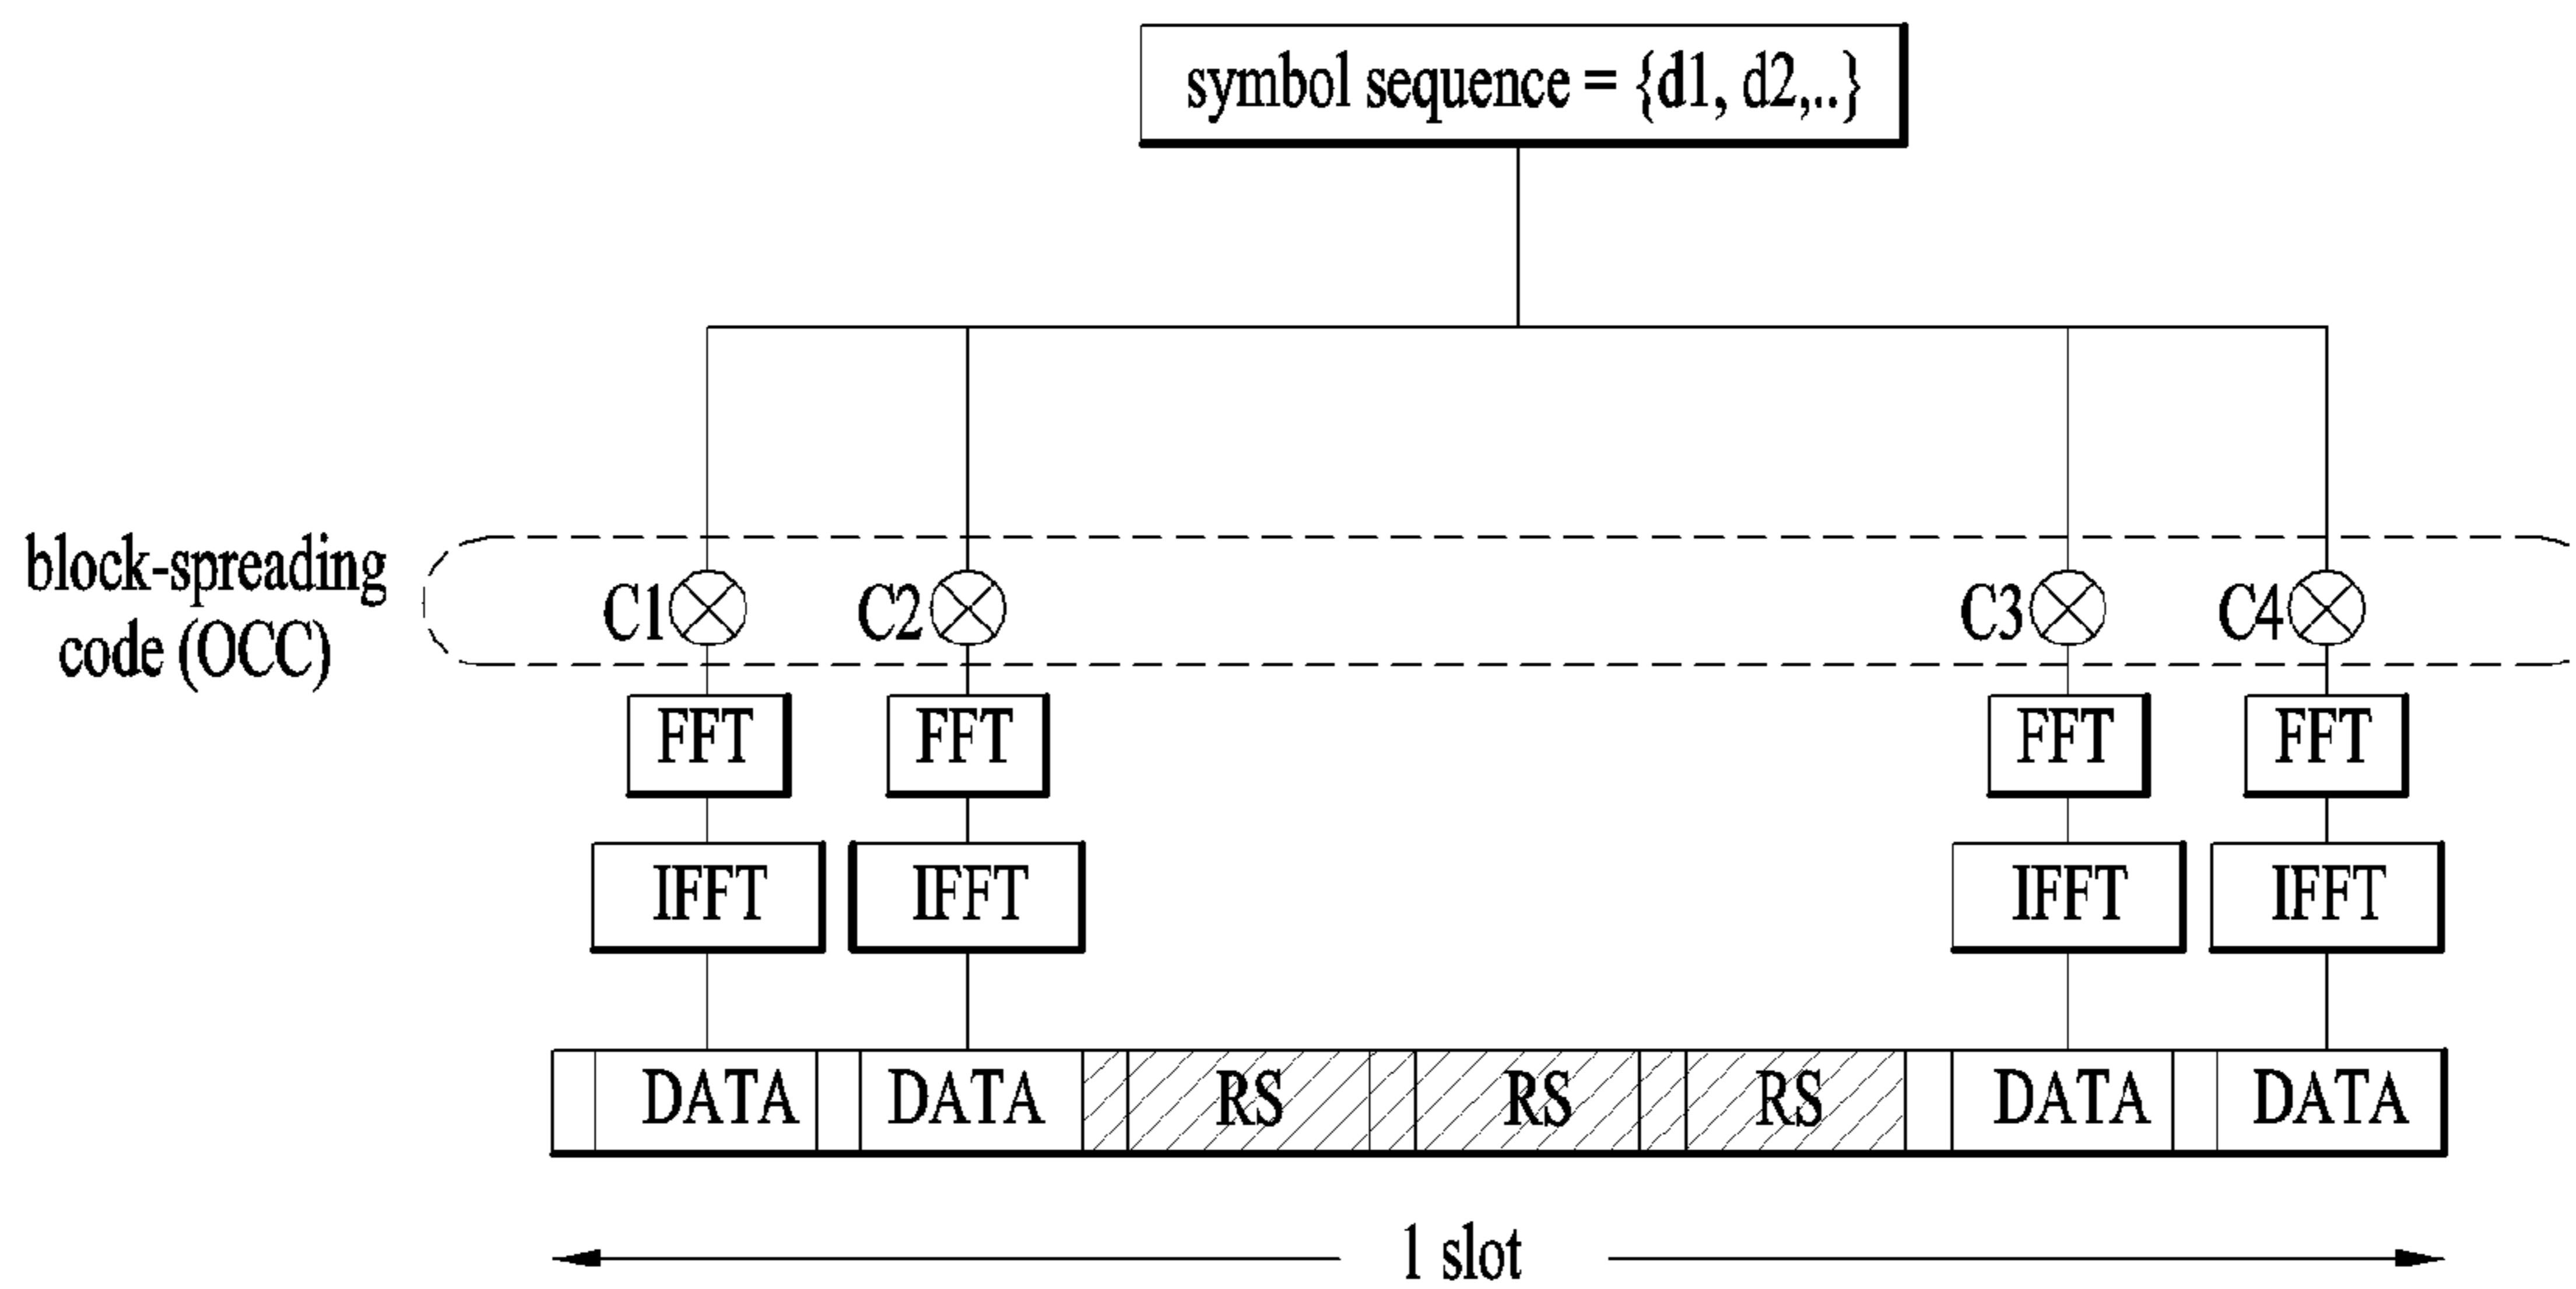 symbol sequence = {d1, d2,..}
block-spreading
code (OCC)
C1 C2 C3 C4
FFT FFT FFT FFT
IFFT IFFT IFFT IFFT
DATA DATA RS RS RS DATA DATA
1 slot